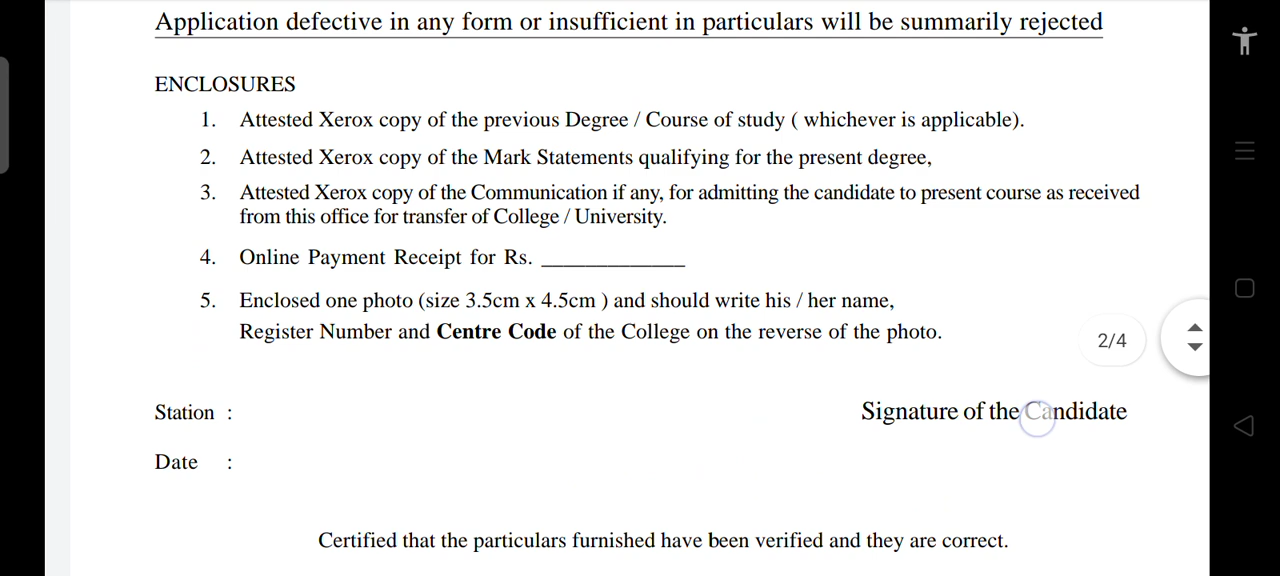 Application defective in any form or insufficient in particulars will be summarily rejected
ENCLOSURES
1. Attested Xerox copy of the previous Degree / Course of study ( whichever is applicable).
2. Attested Xerox copy of the Mark Statements qualifying for the present degree,
3. Attested Xerox copy of the Communication if any, for admitting the candidate to present course as received
from this office for transfer of College / University.
4. Online Payment Receipt for Rs. _____________
5. Enclosed one photo (size 3.5cm x 4.5cm ) and should write his / her name,
Register Number and Centre Code of the College on the reverse of the photo.
2/4
Station :
Signature of the Candidate
Date :
Certified that the particulars furnished have been verified and they are correct.